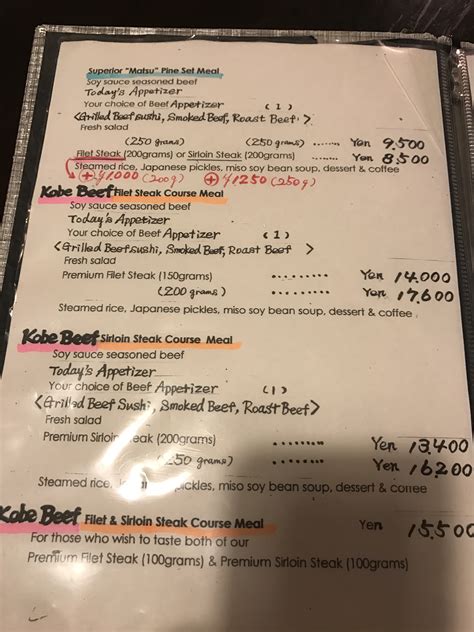 Superior "Matsu" Pine Set Meal
Soy sauce seasoned beef
Today's Appetizer
Your choice of Beef Appetizer (1)
<Grilled Beef sushi, Smoked Beef, Roast Beef>
Fresh salad
(250 grams) (250 grams) ........ Yen 9,500
Filet Steak (200grams) or Sirloin Steak (200grams) ........ Yen 8,500
Steamed rice, Japanese pickles, miso soy bean soup, dessert & coffee
Kobe Beef Filet Steak Course Meal
Soy sauce seasoned beef
Today's Appetizer
Your choice of Beef Appetizer (1)
<Grilled Beef sushi, Smoked Beef, Roast Beef>
Fresh salad
Premium Filet Steak (150grams) ......... Yen 14,000
(200 grams) ........ Yen 17,600
Steamed rice, Japanese pickles, miso soy bean soup, dessert & coffee
Kobe Beef Sirloin Steak Course Meal
Soy sauce seasoned beef
Today's Appetizer
Your choice of Beef Appetizer (1)
<Grilled Beef Sushi, Smoked Beef, Roast Beef>
Fresh salad
Premium Sirloin Steak (200grams) ........ Yen 13,400
(250 grams) ........ Yen 16,200
Steamed rice, pickles, miso soy bean soup, dessert & coffee
Kobe Beef Filet & Sirloin Steak Course Meal Yen 15,500
For those who wish to taste both of our
Premium Filet Steak (100grams) & Premium Sirloin Steak (100grams)